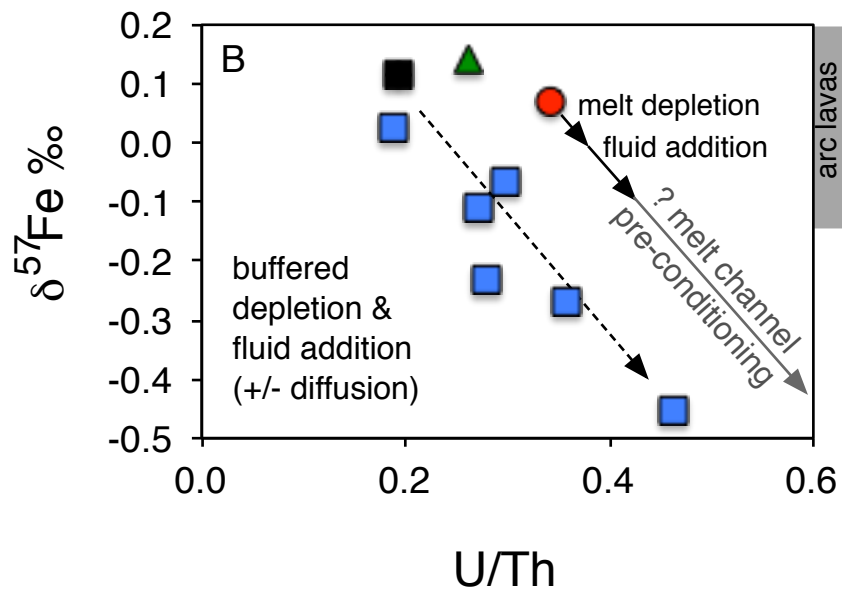 B
0.2
0.1
0.0
-0.1
-0.2
-0.3
-0.4
-0.5
δ57Fe ‰
melt depletion
fluid addition
? melt channel
pre-conditioning
arc lavas
buffered
depletion &
fluid addition
(+/- diffusion)
0.0 0.2 0.4 0.6
U/Th